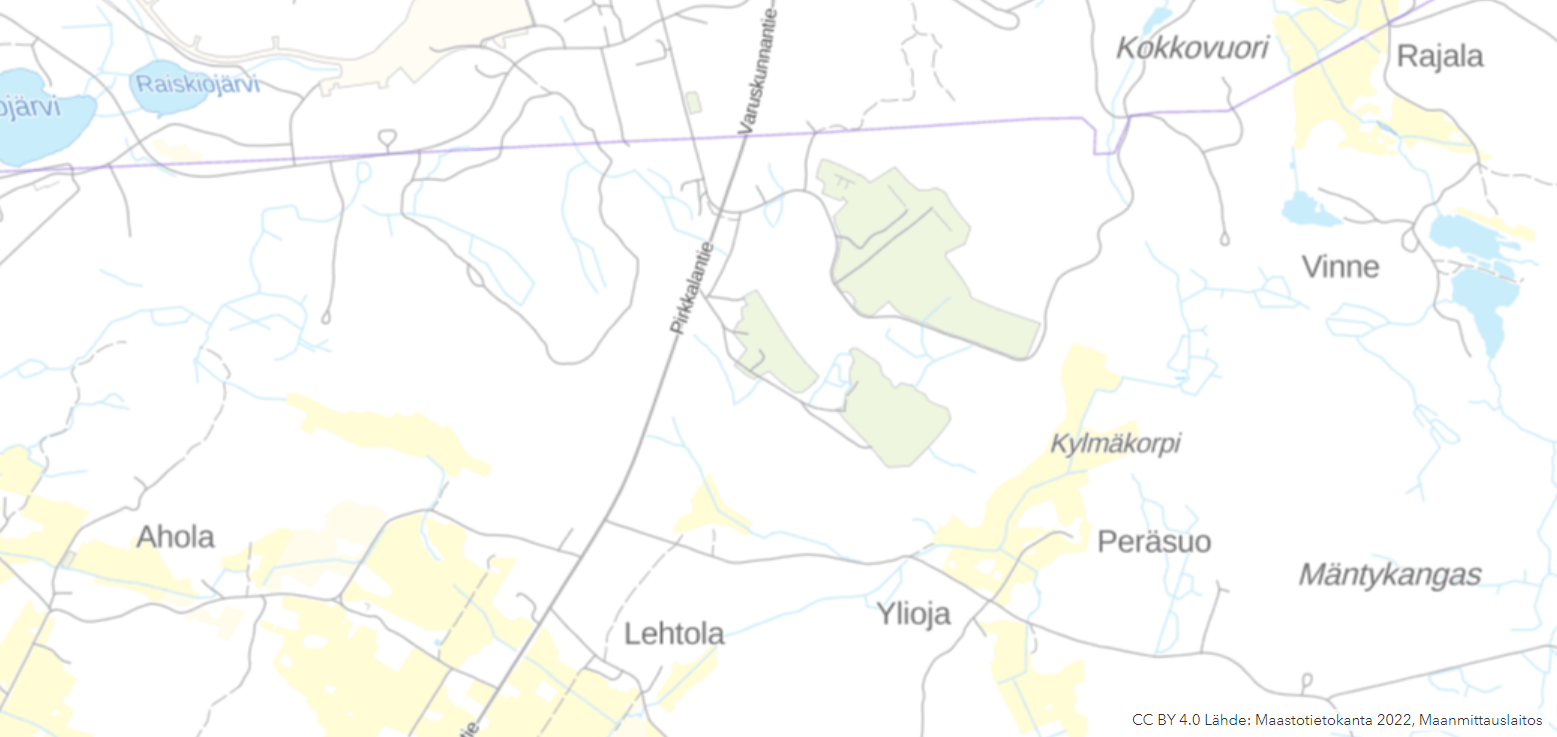 Varuskunnantie
Kokkovuori
Rajala
Raiskiojärvi
ojärvi
Pirkkalantie
Vinne
Kylmäkorpi
Ahola
Peräsuo
Mäntykangas
Ylioja
Lehtola
tie
CC BY 4.0 Lähde: Maastotietokanta 2022, Maanmittauslaitos